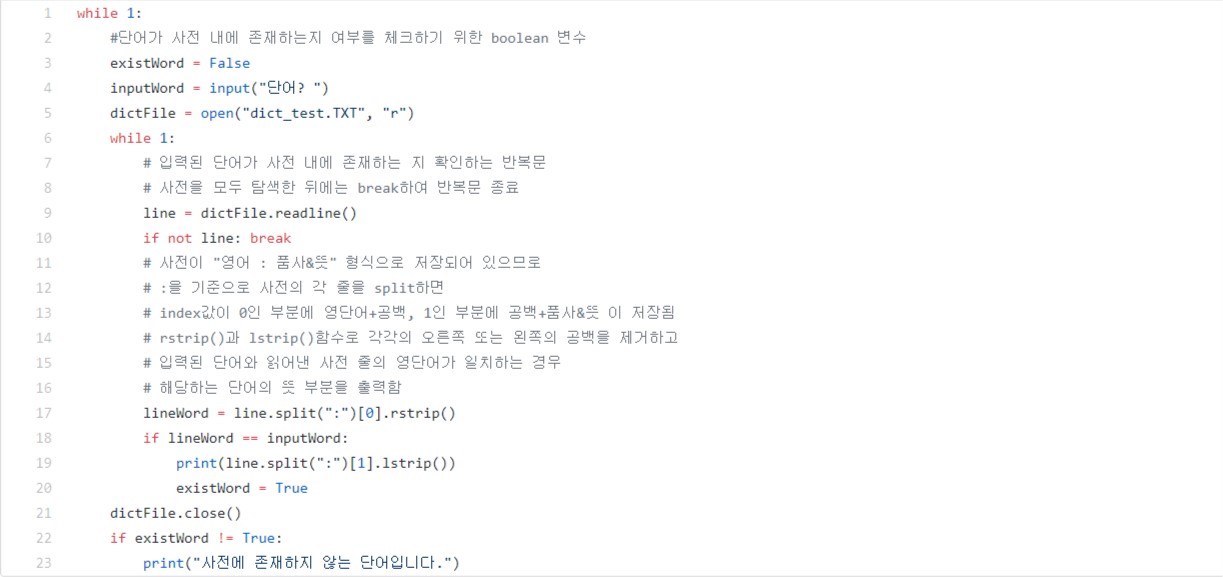 1 while 1:
2     #단어가 사전 내에 존재하는지 여부를 체크하기 위한 boolean 변수
3     existWord = False
4     inputWord = input("단어? ")
5     dictFile = open("dict_test.TXT", "r")
6     while 1:
7         # 입력된 단어가 사전 내에 존재하는 지 확인하는 반복문
8         # 사전을 모두 탐색한 뒤에는 break하여 반복문 종료
9         line = dictFile.readline()
10         if not line: break
11         # 사전이 "영어 : 품사&뜻" 형식으로 저장되어 있으므로
12         # :을 기준으로 사전의 각 줄을 split하면
13         # index값이 0인 부분에 영단어+공백, 1인 부분에 공백+품사&뜻 이 저장됨
14         # rstrip()과 lstrip()함수로 각각의 오른쪽 또는 왼쪽의 공백을 제거하고
15         # 입력된 단어와 읽어낸 사전 줄의 영단어가 일치하는 경우
16         # 해당하는 단어의 뜻 부분을 출력함
17         lineWord = line.split(":")[0].rstrip()
18         if lineWord == inputWord:
19             print(line.split(":")[1].lstrip())
20             existWord = True
21     dictFile.close()
22     if existWord != True:
23         print("사전에 존재하지 않는 단어입니다.")